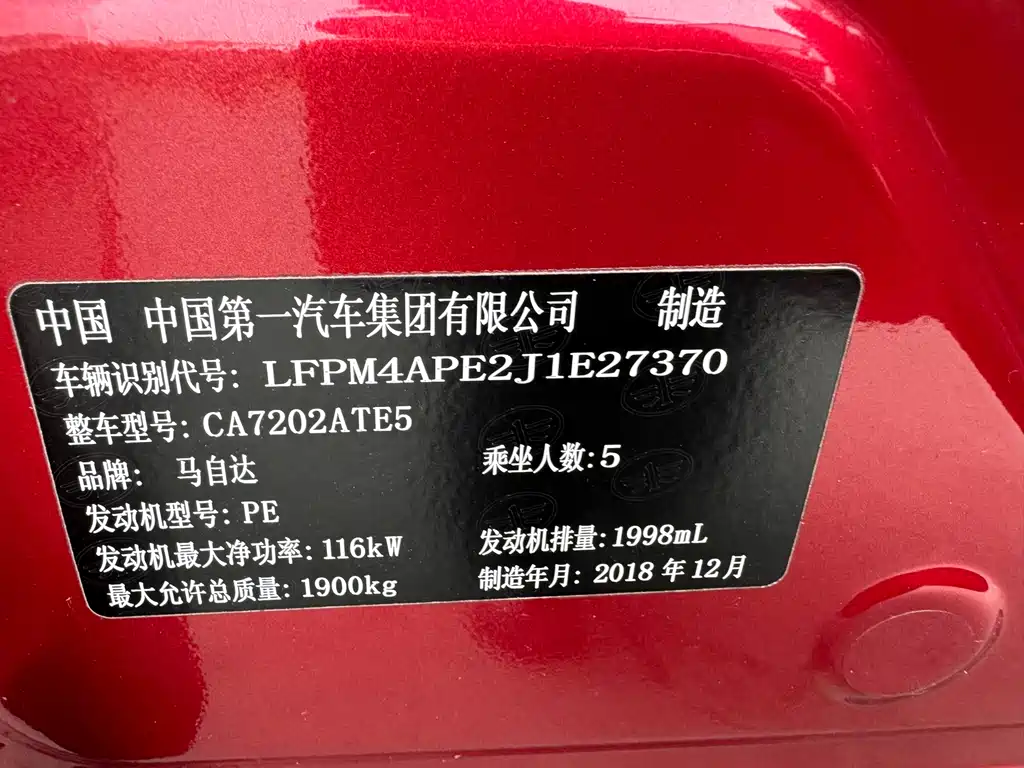 中国 中国第一汽车集团有限公司 制造
车辆识别代号: LFPM4APE2J1E27370
整车型号: CA7202ATE5
品牌: 马自达 乘坐人数: 5
发动机型号: PE
发动机最大净功率: 116kW 发动机排量: 1998mL
最大允许总质量: 1900kg 制造年月: 2018 年 12 月